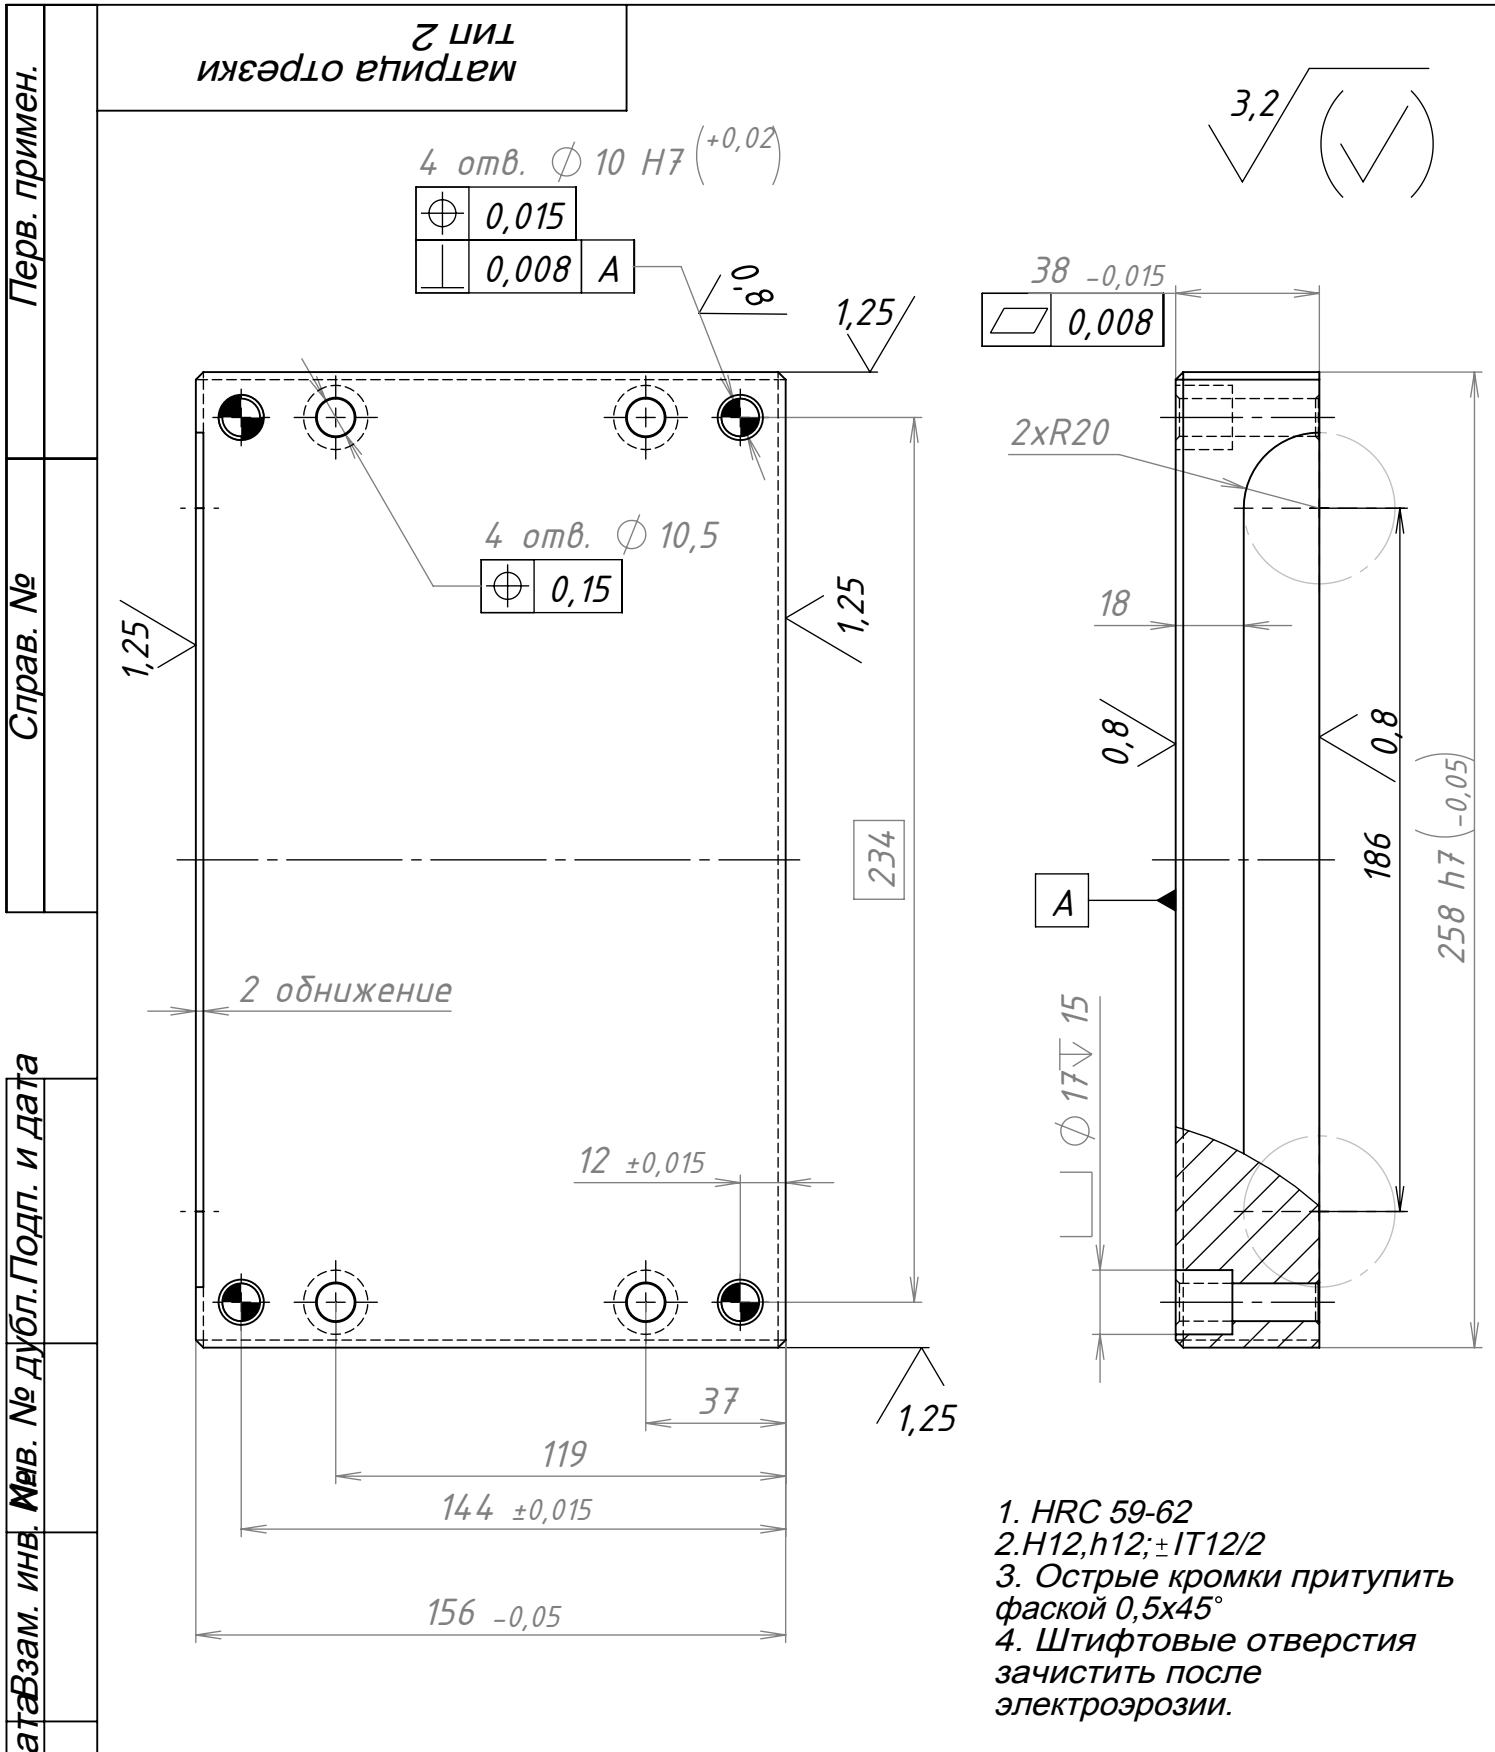 матрица отрезки
тип 2
Перв. примен.
Справ. №
Подп. и дата
Инв. № дубл.
Взам. инв. №
ата
3,2
4 отв. ∅ 10 H7 (+0,02)
0,015
0,008 A
0,8
1,25
38 -0,015
0,008
2xR20
4 отв. ∅ 10,5
0,15
1,25
1,25
18
0,8
0,8
234
A
186
258 h7 (-0,05)
2 обнижение
⌴ ∅ 17 ↧ 15
12 ±0,015
37
1,25
119
144 ±0,015
156 -0,05
1. HRC 59-62
2.H12,h12;±IT12/2
3. Острые кромки притупить
фаской 0,5x45°
4. Штифтовые отверстия
зачистить после
электроэрозии.